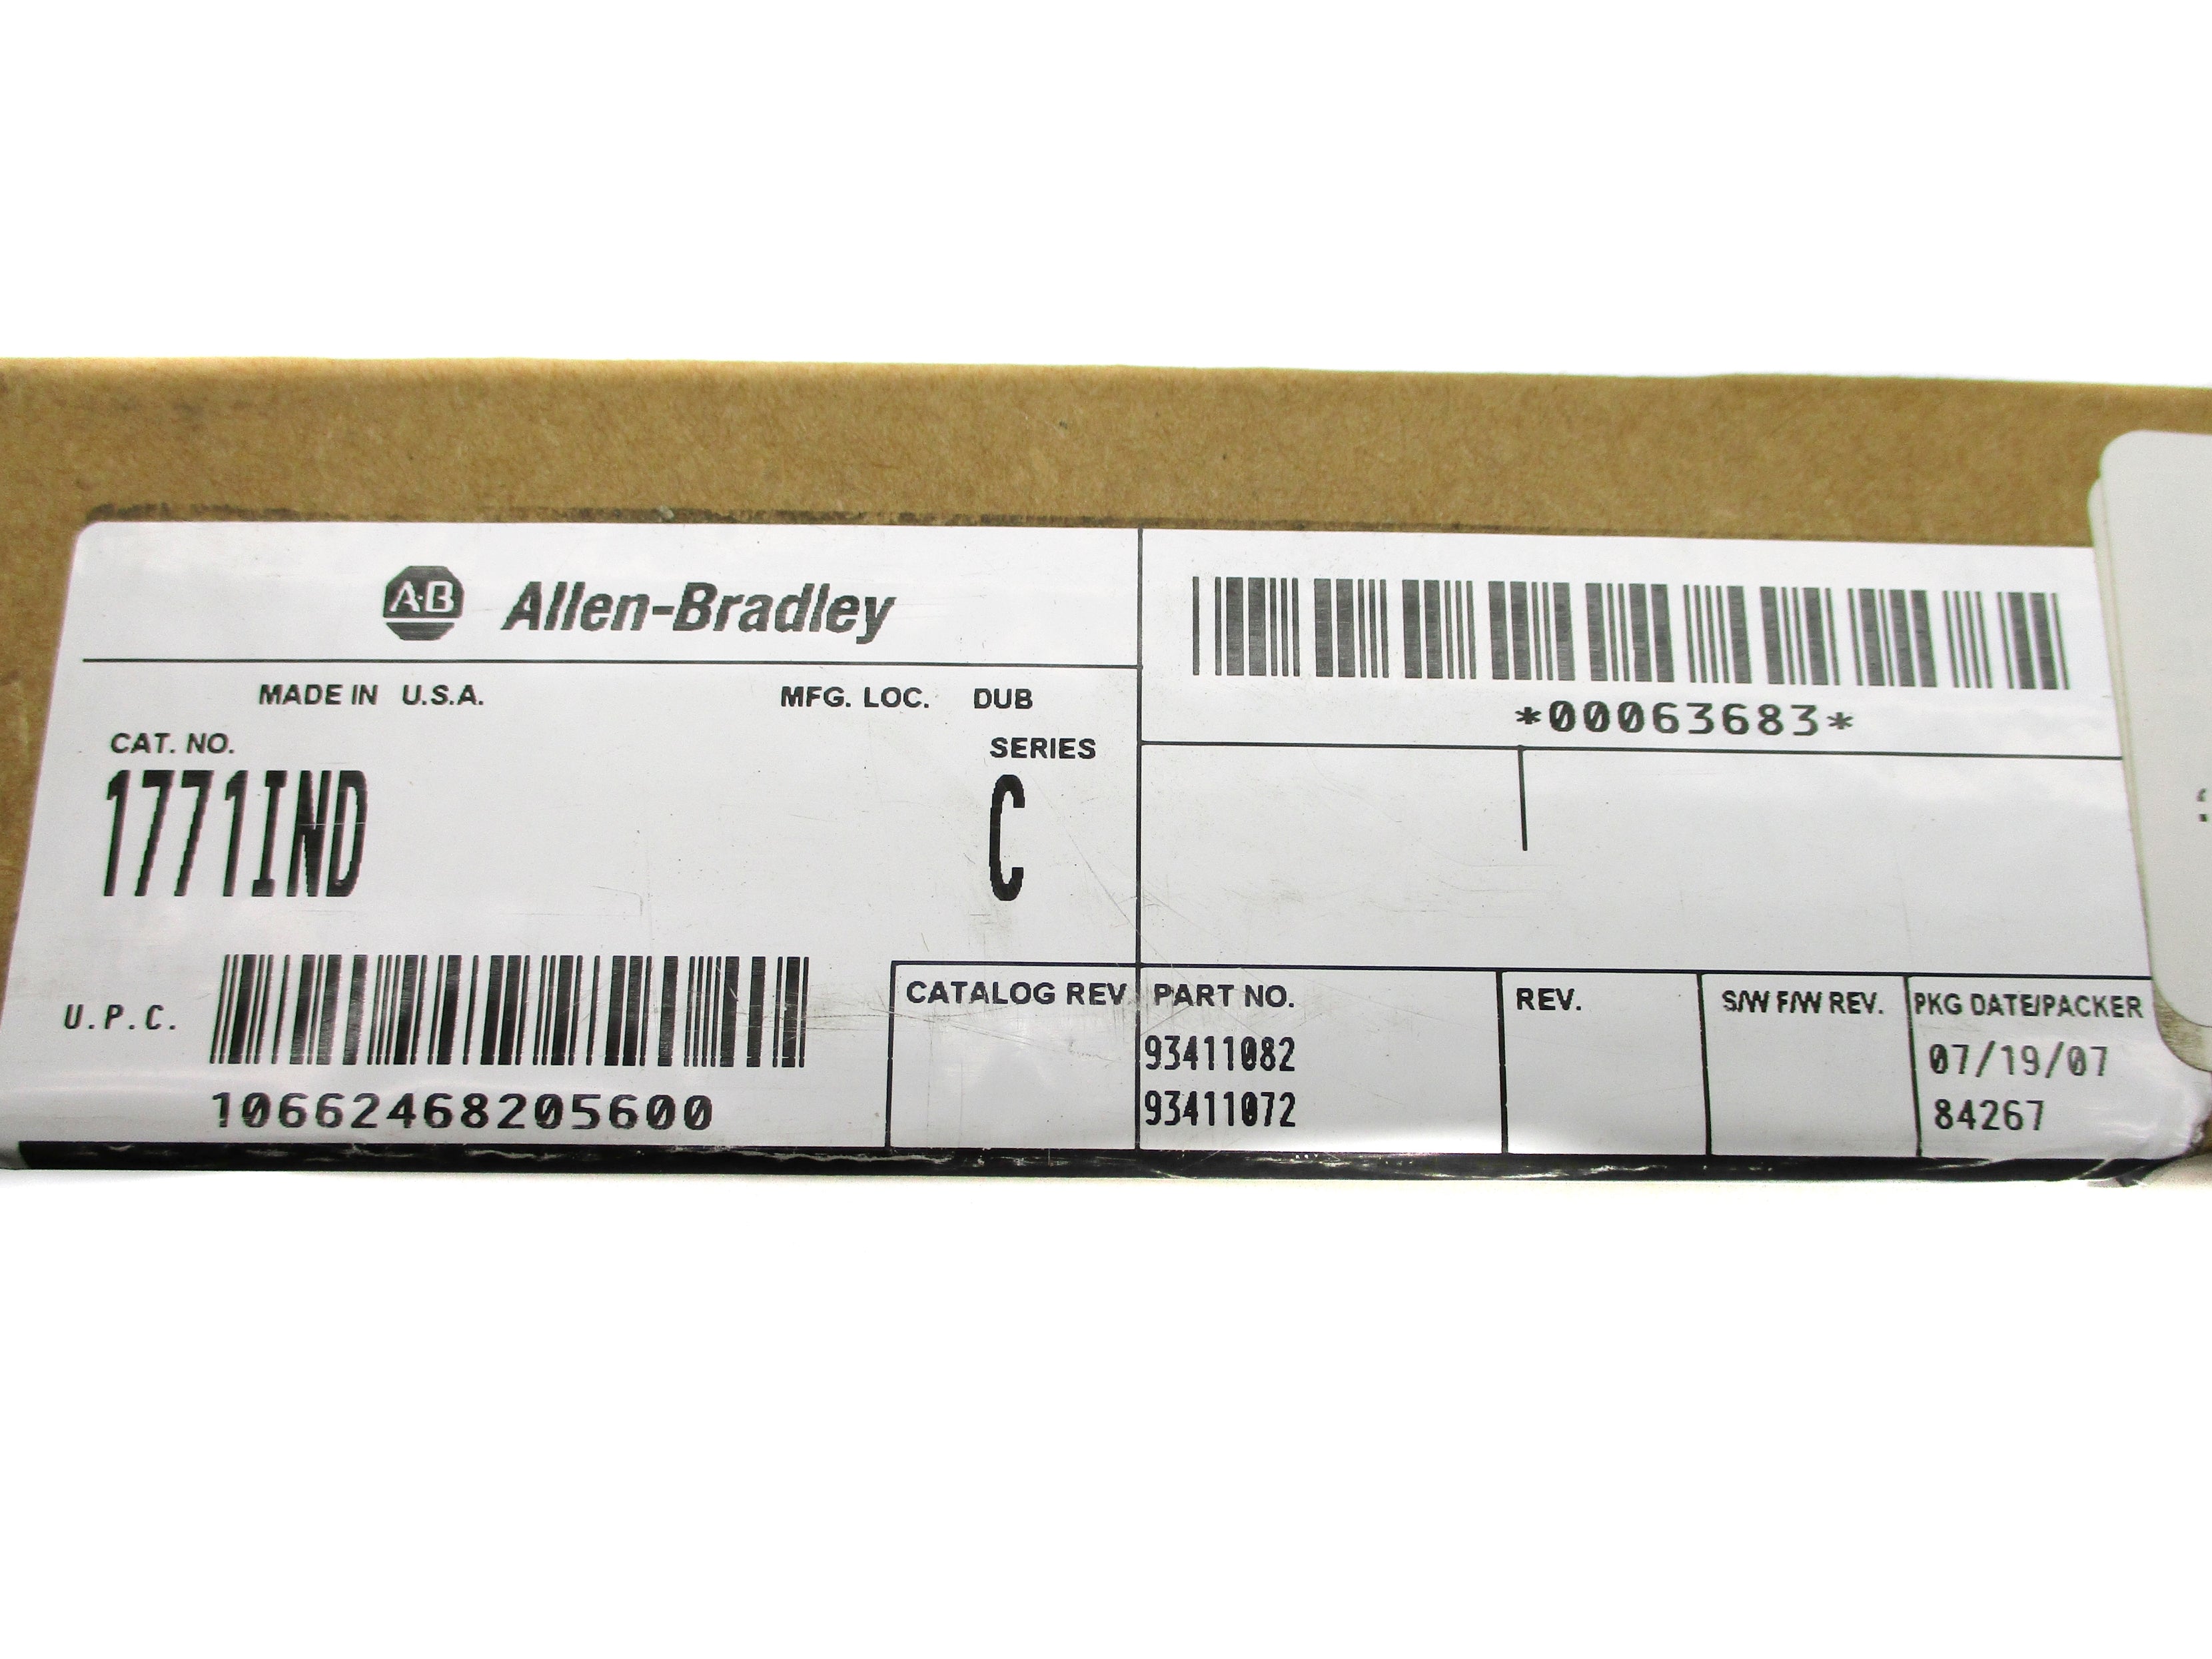 A-B Allen-Bradley
MADE IN U.S.A. MFG. LOC. DUB
CAT. NO. SERIES
1771IND C
U.P.C.
10662468205600
*00063683*
CATALOG REV PART NO. REV. S/W F/W REV. PKG DATE/PACKER
93411082 07/19/07
93411072 84267